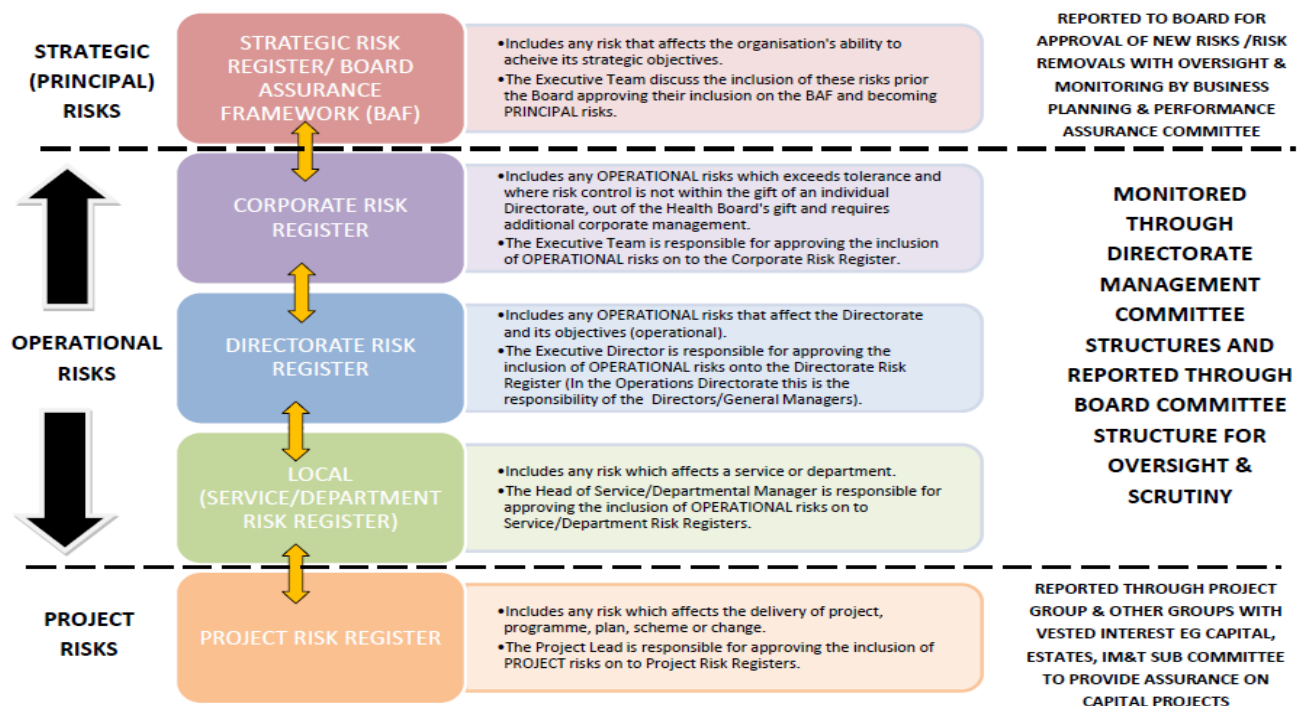 STRATEGIC
(PRINCIPAL)
RISKS
STRATEGIC RISK
REGISTER/ BOARD
ASSURANCE
FRAMEWORK (BAF)
•Includes any risk that affects the organisation's ability to
acheive its strategic objectives.
•The Executive Team discuss the inclusion of these risks prior
the Board approving their inclusion on the BAF and becoming
PRINCIPAL risks.
REPORTED TO BOARD FOR
APPROVAL OF NEW RISKS /RISK
REMOVALS WITH OVERSIGHT &
MONITORING BY BUSINESS
PLANNING & PERFORMANCE
ASSURANCE COMMITTEE
OPERATIONAL
RISKS
CORPORATE RISK
REGISTER
•Includes any OPERATIONAL risks which exceeds tolerance and
where risk control is not within the gift of an individual
Directorate, out of the Health Board's gift and requires
additional corporate management.
•The Executive Team is responsible for approving the inclusion
of OPERATIONAL risks on to the Corporate Risk Register.
DIRECTORATE RISK
REGISTER
•Includes any OPERATIONAL risks that affect the Directorate
and its objectives (operational).
•The Executive Director is responsible for approving the
inclusion of OPERATIONAL risks onto the Directorate Risk
Register (In the Operations Directorate this is the
responsibility of the Directors/General Managers).
LOCAL
(SERVICE/DEPARTMENT
RISK REGISTER)
•Includes any risk which affects a service or department.
•The Head of Service/Departmental Manager is responsible for
approving the inclusion of OPERATIONAL risks on to
Service/Department Risk Registers.
MONITORED
THROUGH
DIRECTORATE
MANAGEMENT
COMMITTEE
STRUCTURES AND
REPORTED THROUGH
BOARD COMMITTEE
STRUCTURE FOR
OVERSIGHT &
SCRUTINY
PROJECT
RISKS
PROJECT RISK REGISTER
•Includes any risk which affects the delivery of project,
programme, plan, scheme or change.
•The Project Lead is responsible for approving the inclusion of
PROJECT risks on to Project Risk Registers.
REPORTED THROUGH PROJECT
GROUP & OTHER GROUPS WITH
VESTED INTEREST EG CAPITAL,
ESTATES, IM&T SUB COMMITTEE
TO PROVIDE ASSURANCE ON
CAPITAL PROJECTS